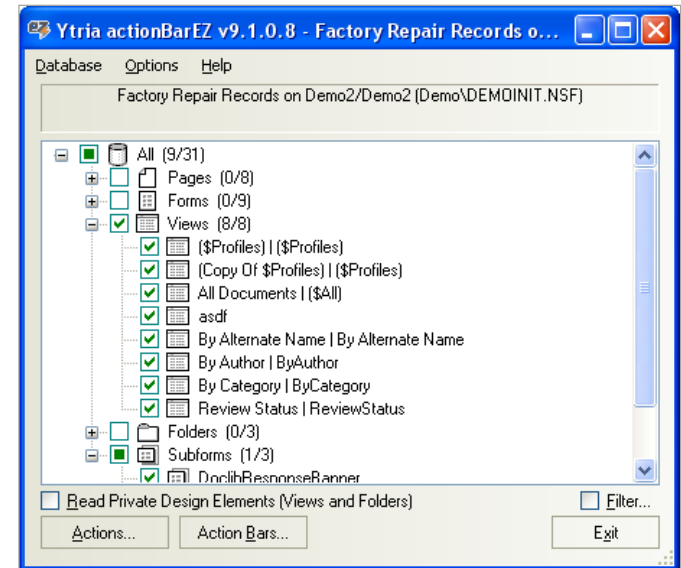 Ytria actionBarEZ v9.1.0.8 - Factory Repair Records o...
Database Options Help
Factory Repair Records on Demo2/Demo2 (Demo\DEMOINIT.NSF)
All (9/31)
Pages (0/8)
Forms (0/9)
Views (8/8)
($Profiles) | ($Profiles)
(Copy Of $Profiles) | ($Profiles)
All Documents | ($All)
asdf
By Alternate Name | By Alternate Name
By Author | ByAuthor
By Category | ByCategory
Review Status | ReviewStatus
Folders (0/3)
Subforms (1/3)
DoclibResponseBanner
Read Private Design Elements (Views and Folders) Filter...
Actions... Action Bars... Exit